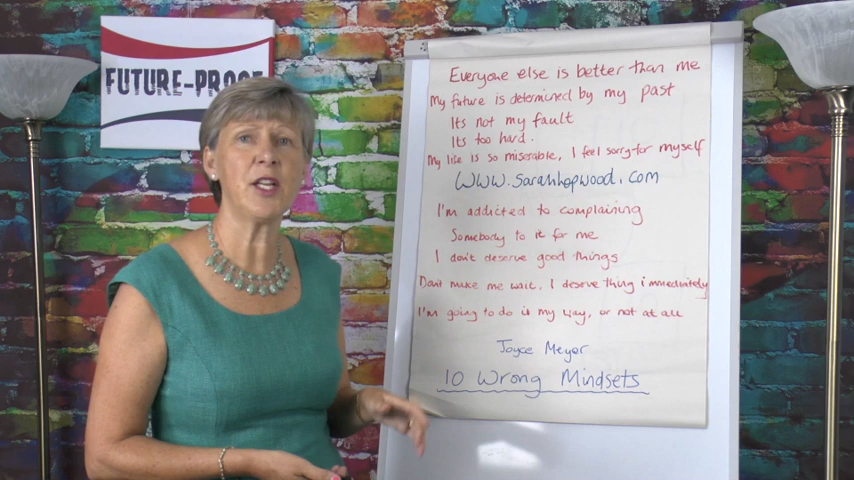 FUTURE-PROOF
Everyone else is better than me
My future is determined by my past
Its not my fault
Its too hard.
My life is so miserable, I feel sorry for myself
www.sarahhopwood.com
I'm addicted to complaining
Somebody to it for me
I don't deserve good things
Don't make me wait. I deserve thing immediately
I'm going to do is my way, or not at all
Joyce Meyer
10 Wrong Mindsets